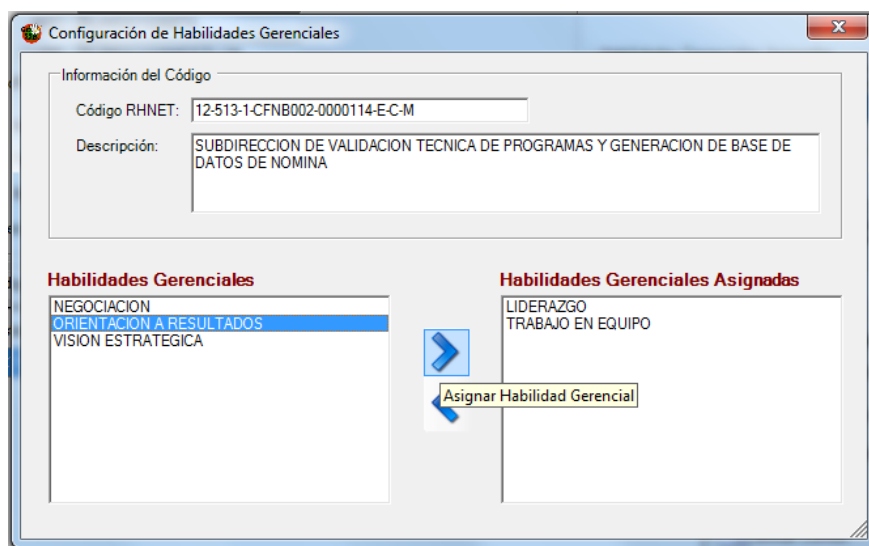 Configuración de Habilidades Gerenciales
Información del Código
Código RHNET: 12-513-1-CFNB002-0000114-E-C-M
Descripción: SUBDIRECCION DE VALIDACION TECNICA DE PROGRAMAS Y GENERACION DE BASE DE
DATOS DE NOMINA
Habilidades Gerenciales
NEGOCIACION
ORIENTACION A RESULTADOS
VISION ESTRATEGICA
Asignar Habilidad Gerencial
Habilidades Gerenciales Asignadas
LIDERAZGO
TRABAJO EN EQUIPO